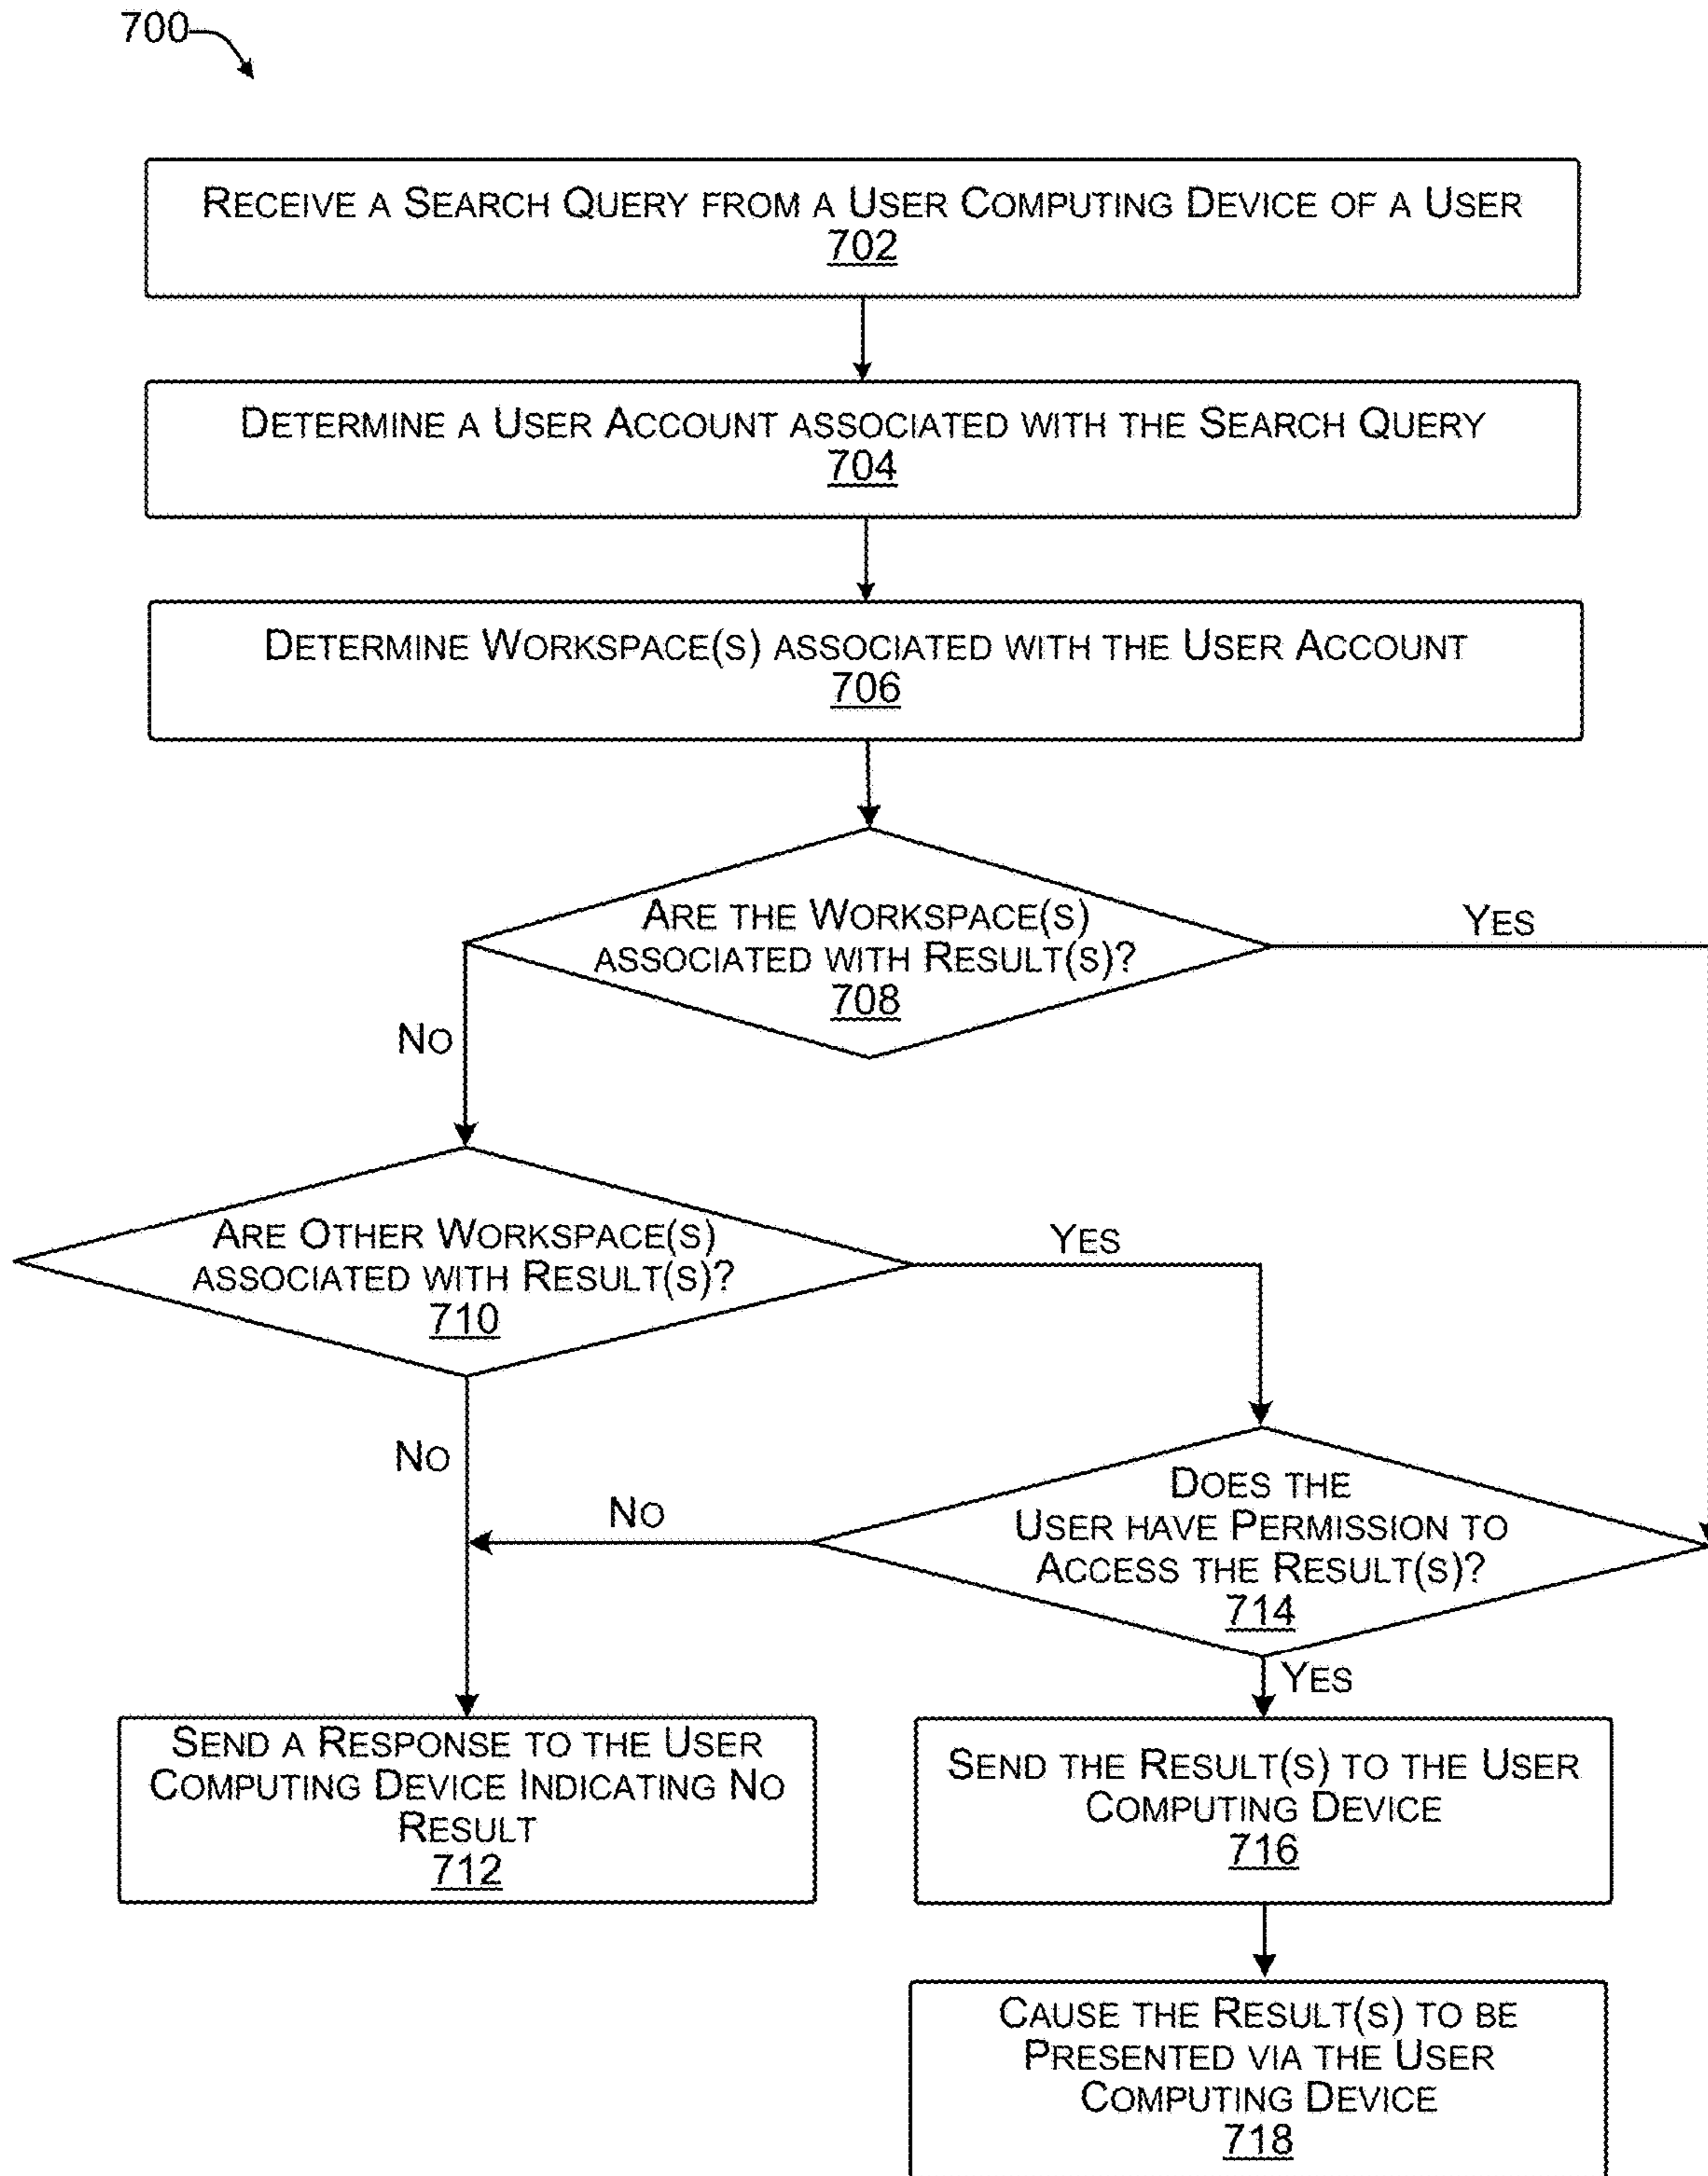 700
RECEIVE A SEARCH QUERY FROM A USER COMPUTING DEVICE OF A USER
702
DETERMINE A USER ACCOUNT ASSOCIATED WITH THE SEARCH QUERY
704
DETERMINE WORKSPACE(S) ASSOCIATED WITH THE USER ACCOUNT
706
ARE THE WORKSPACE(S)
ASSOCIATED WITH RESULT(S)?
708
YES
NO
ARE OTHER WORKSPACE(S)
ASSOCIATED WITH RESULT(S)?
710
YES
NO
DOES THE
USER HAVE PERMISSION TO
ACCESS THE RESULT(S)?
714
NO
YES
SEND A RESPONSE TO THE USER
COMPUTING DEVICE INDICATING NO
RESULT
712
SEND THE RESULT(S) TO THE USER
COMPUTING DEVICE
716
CAUSE THE RESULT(S) TO BE
PRESENTED VIA THE USER
COMPUTING DEVICE
718